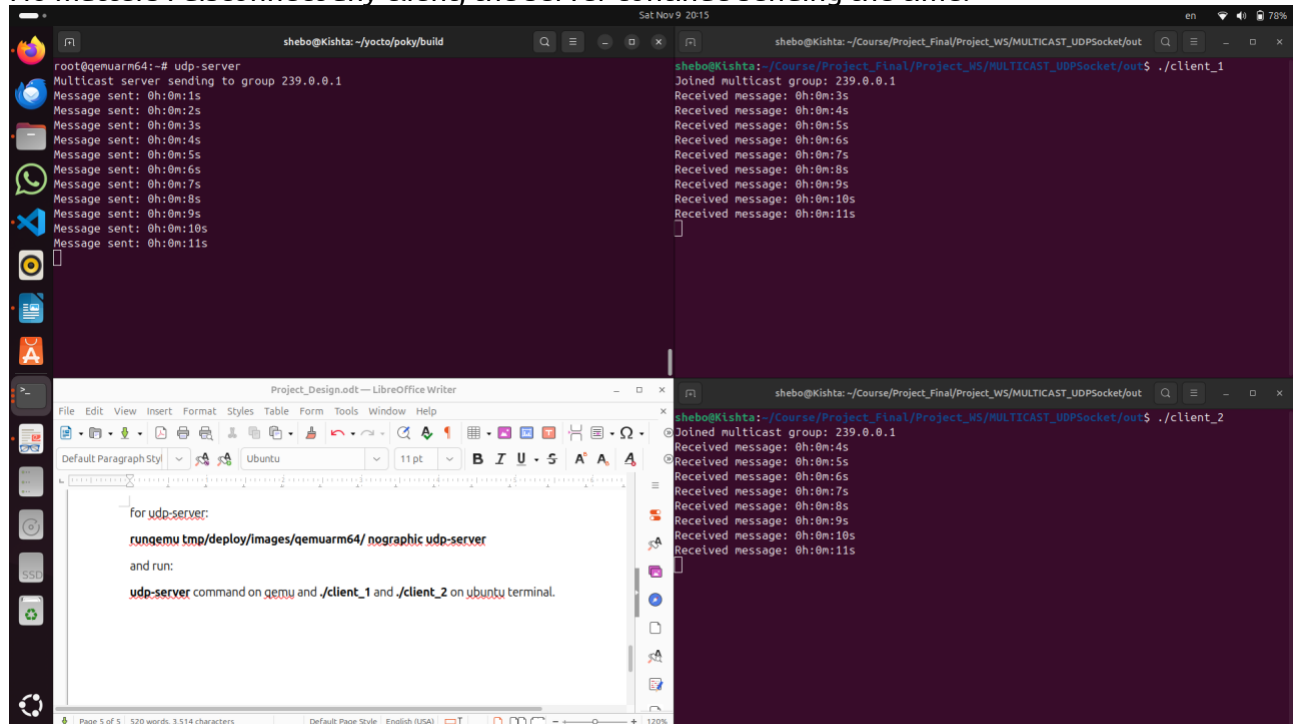 Sat Nov 9 20:15
en
78%
shebo@Kishta: ~/yocto/poky/build
root@qemuarm64:~# udp-server
Multicast server sending to group 239.0.0.1
Message sent: 0h:0m:1s
Message sent: 0h:0m:2s
Message sent: 0h:0m:3s
Message sent: 0h:0m:4s
Message sent: 0h:0m:5s
Message sent: 0h:0m:6s
Message sent: 0h:0m:7s
Message sent: 0h:0m:8s
Message sent: 0h:0m:9s
Message sent: 0h:0m:10s
Message sent: 0h:0m:11s
shebo@Kishta: ~/Course/Project_Final/Project_WS/MULTICAST_UDPSocket/out
shebo@Kishta:~/Course/Project_Final/Project_WS/MULTICAST_UDPSocket/out$ ./client_1
Joined multicast group: 239.0.0.1
Received message: 0h:0m:3s
Received message: 0h:0m:4s
Received message: 0h:0m:5s
Received message: 0h:0m:6s
Received message: 0h:0m:7s
Received message: 0h:0m:8s
Received message: 0h:0m:9s
Received message: 0h:0m:10s
Received message: 0h:0m:11s
Project_Design.odt — LibreOffice Writer
File Edit View Insert Format Styles Table Form Tools Window Help
Default Paragraph Styl
Ubuntu
11 pt
for udp-server:
runqemu tmp/deploy/images/qemuarm64/ nographic udp-server
and run:
udp-server command on qemu and ./client_1 and ./client_2 on ubuntu terminal.
Page 5 of 5
520 words, 3,514 characters
Default Page Style
English (USA)
120%
shebo@Kishta: ~/Course/Project_Final/Project_WS/MULTICAST_UDPSocket/out
shebo@Kishta:~/Course/Project_Final/Project_WS/MULTICAST_UDPSocket/out$ ./client_2
Joined multicast group: 239.0.0.1
Received message: 0h:0m:4s
Received message: 0h:0m:5s
Received message: 0h:0m:6s
Received message: 0h:0m:7s
Received message: 0h:0m:8s
Received message: 0h:0m:9s
Received message: 0h:0m:10s
Received message: 0h:0m:11s